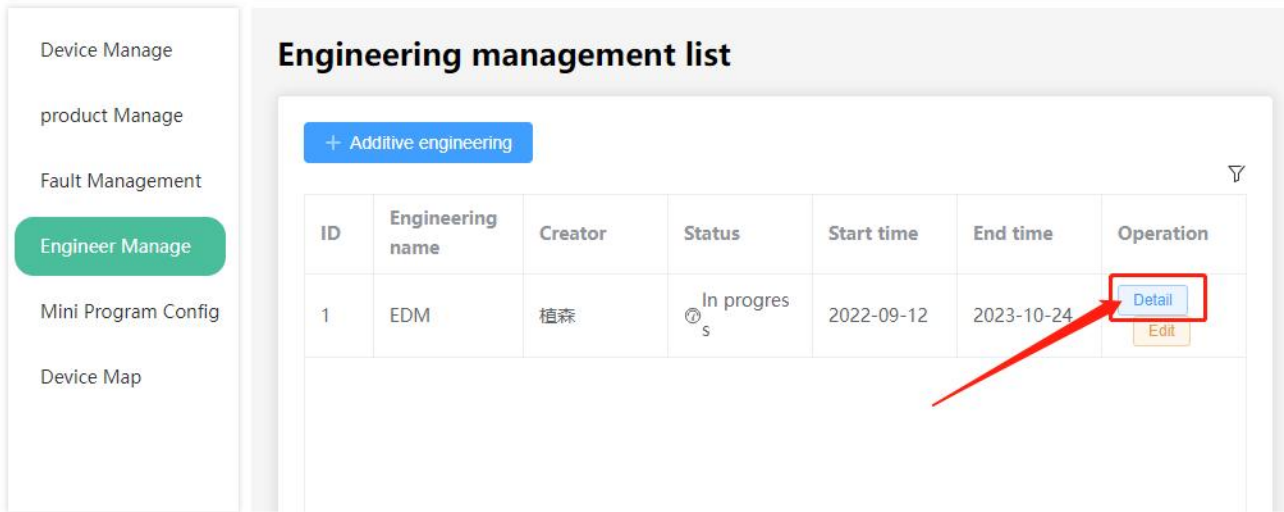 Device Manage
product Manage
Fault Management
Engineer Manage
Mini Program Config
Device Map
Engineering management list
+ Additive engineering
ID Engineering name Creator Status Start time End time Operation
1 EDM 植森 In progres
s 2022-09-12 2023-10-24 Detail
Edit